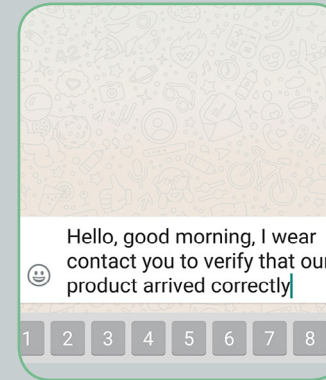 Hello, good morning, I wear
contact you to verify that our
product arrived correctly
1 2 3 4 5 6 7 8